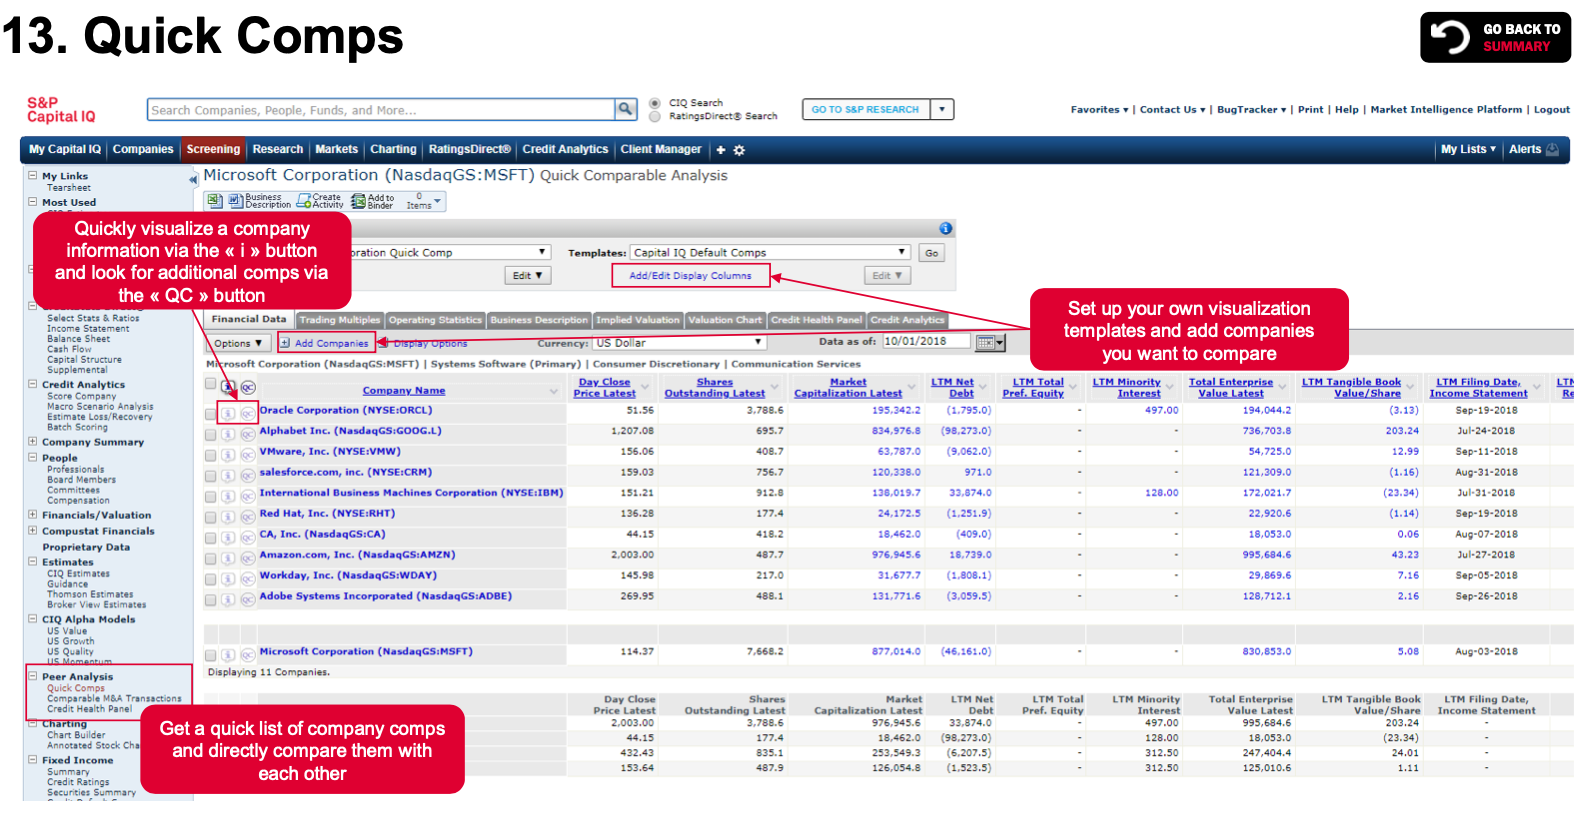 13. Quick Comps
GO BACK TO
SUMMARY
S&P
Capital IQ
Search Companies, People, Funds, and More...
CIQ Search
RatingsDirect® Search
GO TO S&P RESEARCH
Favorites ▾ | Contact Us ▾ | BugTracker ▾ | Print | Help | Market Intelligence Platform | Logout
My Capital IQ | Companies | Screening | Research | Markets | Charting | RatingsDirect® | Credit Analytics | Client Manager
My Lists ▾ | Alerts
My Links
Tearsheet
Most Used
Microsoft Corporation (NasdaqGS:MSFT) Quick Comparable Analysis
Business Description
Create Activity
Add to Binder
0 Items
Quickly visualize a company
information via the « i » button
and look for additional comps via
the « QC » button
oration Quick Comp
Edit ▼
Templates: Capital IQ Default Comps
Go
Add/Edit Display Columns
Edit ▼
Set up your own visualization
templates and add companies
you want to compare
Select Stats & Ratios
Income Statement
Balance Sheet
Cash Flow
Capital Structure
Supplemental
Credit Analytics
Score Company
Macro Scenario Analysis
Estimate Loss/Recovery
Batch Scoring
Company Summary
People
Professionals
Board Members
Committees
Compensation
Financials/Valuation
Compustat Financials
Proprietary Data
Estimates
CIQ Estimates
Guidance
Thomson Estimates
Broker View Estimates
CIQ Alpha Models
US Value
US Growth
US Quality
US Momentum
Peer Analysis
Quick Comps
Comparable M&A Transactions
Credit Health Panel
Charting
Chart Builder
Annotated Stock Cha
Fixed Income
Summary
Credit Ratings
Securities Summary
Financial Data | Trading Multiples | Operating Statistics | Business Description | Implied Valuation | Valuation Chart | Credit Health Panel | Credit Analytics
Options ▼
Add Companies
Display Options
Currency: US Dollar
Data as of: 10/01/2018
Microsoft Corporation (NasdaqGS:MSFT) | Systems Software (Primary) | Consumer Discretionary | Communication Services
Company Name | Day Close Price Latest | Shares Outstanding Latest | Market Capitalization Latest | LTM Net Debt | LTM Total Pref. Equity | LTM Minority Interest | Total Enterprise Value Latest | LTM Tangible Book Value/Share | LTM Filing Date, Income Statement | LTM Re
Oracle Corporation (NYSE:ORCL) 51.56 3,788.6 195,342.2 (1,795.0) - 497.00 194,044.2 (3.13) Sep-19-2018
Alphabet Inc. (NasdaqGS:GOOG.L) 1,207.08 695.7 834,976.8 (98,273.0) - - 736,703.8 203.24 Jul-24-2018
VMware, Inc. (NYSE:VMW) 156.06 408.7 63,787.0 (9,062.0) - - 54,725.0 12.99 Sep-11-2018
salesforce.com, inc. (NYSE:CRM) 159.03 756.7 120,338.0 971.0 - - 121,309.0 (1.16) Aug-31-2018
International Business Machines Corporation (NYSE:IBM) 151.21 912.8 138,019.7 33,874.0 - 128.00 172,021.7 (23.34) Jul-31-2018
Red Hat, Inc. (NYSE:RHT) 136.28 177.4 24,172.5 (1,251.9) - - 22,920.6 (1.14) Sep-19-2018
CA, Inc. (NasdaqGS:CA) 44.15 418.2 18,462.0 (409.0) - - 18,053.0 0.06 Aug-07-2018
Amazon.com, Inc. (NasdaqGS:AMZN) 2,003.00 487.7 976,945.6 18,739.0 - - 995,684.6 43.23 Jul-27-2018
Workday, Inc. (NasdaqGS:WDAY) 145.98 217.0 31,677.7 (1,808.1) - - 29,869.6 7.16 Sep-05-2018
Adobe Systems Incorporated (NasdaqGS:ADBE) 269.95 488.1 131,771.6 (3,059.5) - - 128,712.1 2.16 Sep-26-2018
Microsoft Corporation (NasdaqGS:MSFT) 114.37 7,668.2 877,014.0 (46,161.0) - - 830,853.0 5.08 Aug-03-2018
Displaying 11 Companies.
Day Close Price Latest | Shares Outstanding Latest | Market Capitalization Latest | LTM Net Debt | LTM Total Pref. Equity | LTM Minority Interest | Total Enterprise Value Latest | LTM Tangible Book Value/Share | LTM Filing Date, Income Statement
2,003.00 3,788.6 976,945.6 33,874.0 - 497.00 995,684.6 203.24 -
44.15 177.4 18,462.0 (98,273.0) - 128.00 18,053.0 (23.34) -
432.43 835.1 253,549.3 (6,207.5) - 312.50 247,404.4 24.01 -
153.64 487.9 126,054.8 (1,523.5) - 312.50 125,010.6 1.11 -
Get a quick list of company comps
and directly compare them with
each other